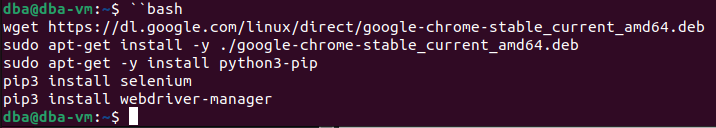 dba@dba-vm:~$ ``bash
wget https://dl.google.com/linux/direct/google-chrome-stable_current_amd64.deb
sudo apt-get install -y ./google-chrome-stable_current_amd64.deb
sudo apt-get -y install python3-pip
pip3 install selenium
pip3 install webdriver-manager
dba@dba-vm:~$